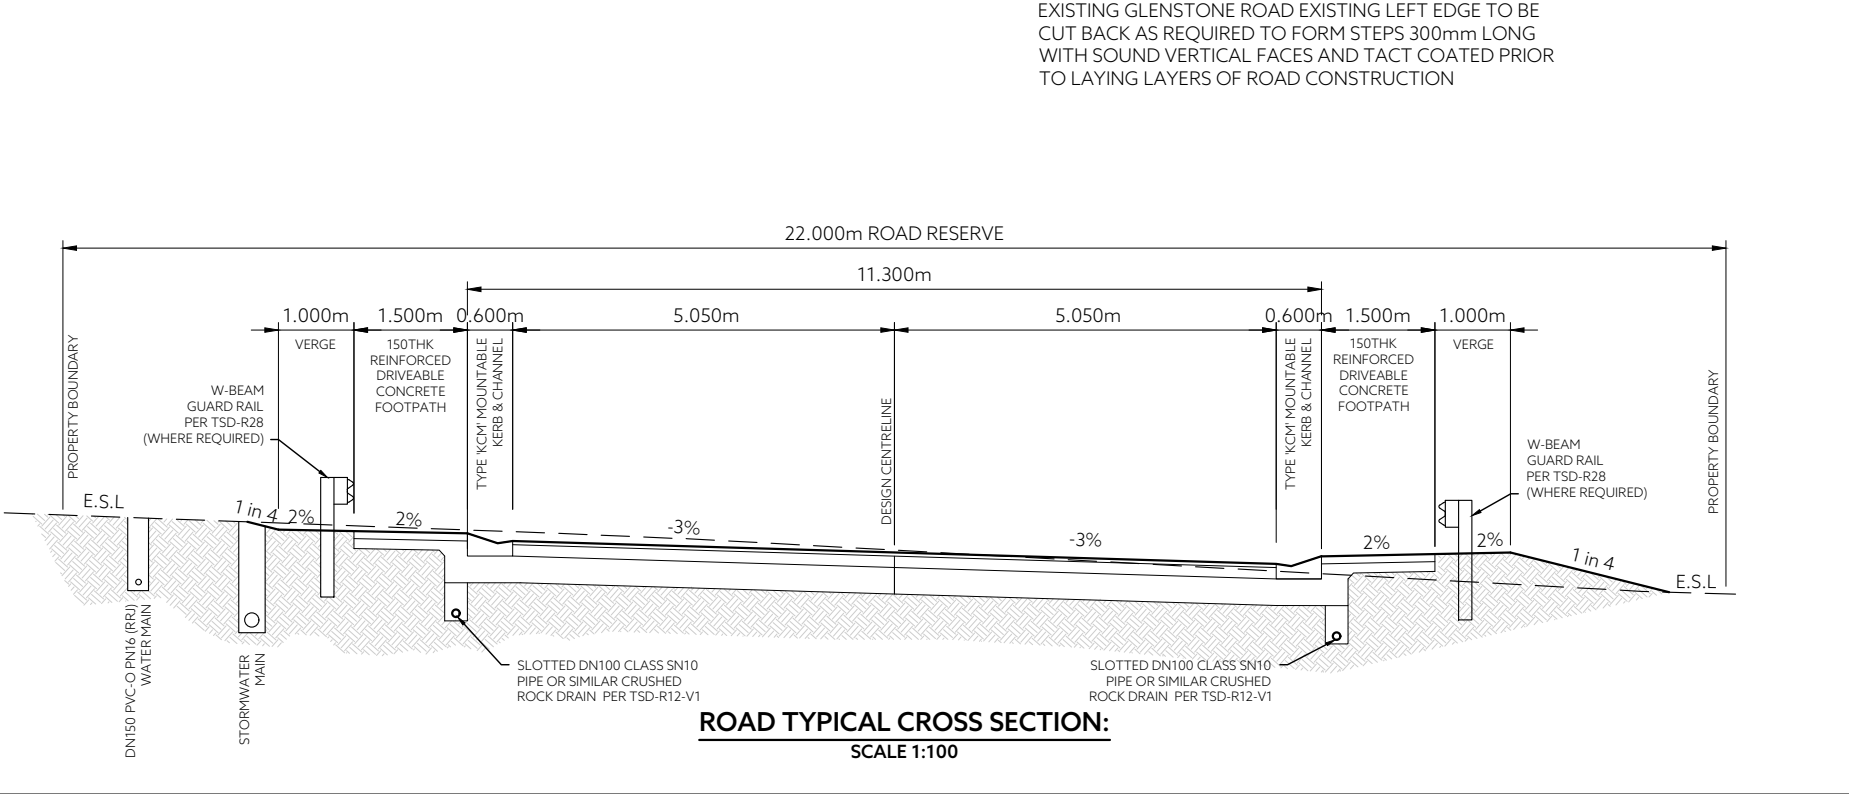 EXISTING GLENSTONE ROAD EXISTING LEFT EDGE TO BE
CUT BACK AS REQUIRED TO FORM STEPS 300mm LONG
WITH SOUND VERTICAL FACES AND TACT COATED PRIOR
TO LAYING LAYERS OF ROAD CONSTRUCTION
22.000m ROAD RESERVE
11.300m
1.000m
1.500m
0.600m
5.050m
5.050m
0.600m
1.500m
1.000m
PROPERTY BOUNDARY
VERGE
150THK
REINFORCED
DRIVEABLE
CONCRETE
FOOTPATH
TYPE 'KCM' MOUNTABLE
KERB & CHANNEL
DESIGN CENTRELINE
TYPE 'KCM' MOUNTABLE
KERB & CHANNEL
150THK
REINFORCED
DRIVEABLE
CONCRETE
FOOTPATH
VERGE
PROPERTY BOUNDARY
W-BEAM
GUARD RAIL
PER TSD-R28
(WHERE REQUIRED)
W-BEAM
GUARD RAIL
PER TSD-R28
(WHERE REQUIRED)
E.S.L
1 in 4
2%
2%
-3%
-3%
2%
2%
1 in 4
E.S.L
DN150 PVC-O PN16 (RRJ)
WATER MAIN
STORMWATER
MAIN
SLOTTED DN100 CLASS SN10
PIPE OR SIMILAR CRUSHED
ROCK DRAIN PER TSD-R12-V1
SLOTTED DN100 CLASS SN10
PIPE OR SIMILAR CRUSHED
ROCK DRAIN PER TSD-R12-V1
ROAD TYPICAL CROSS SECTION:
SCALE 1:100